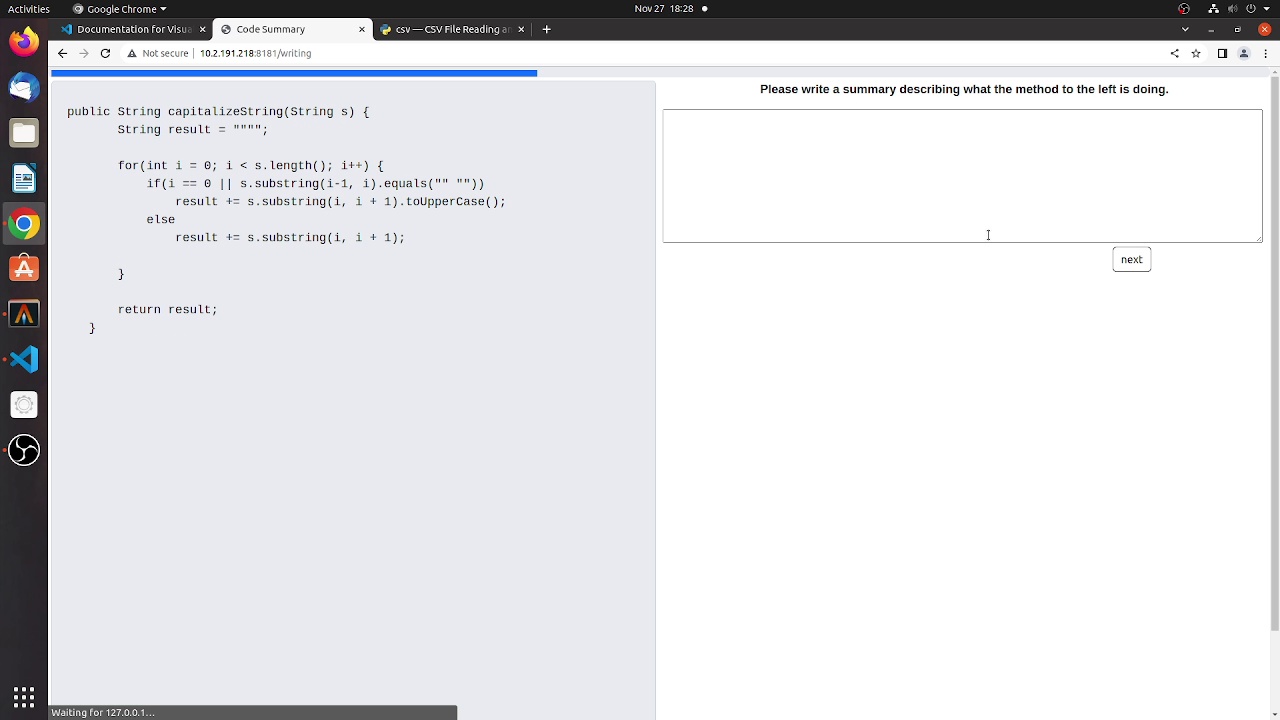 Activities
Google Chrome
Nov 27 18:28
Documentation for Visua
Code Summary
csv — CSV File Reading an
Not secure
10.2.191.218:8181/writing
public String capitalizeString(String s) {
String result = """";
for(int i = 0; i < s.length(); i++) {
if(i == 0 || s.substring(i-1, i).equals("" ""))
result += s.substring(i, i + 1).toUpperCase();
else
result += s.substring(i, i + 1);
}
return result;
}
Please write a summary describing what the method to the left is doing.
next
Waiting for 127.0.0.1...